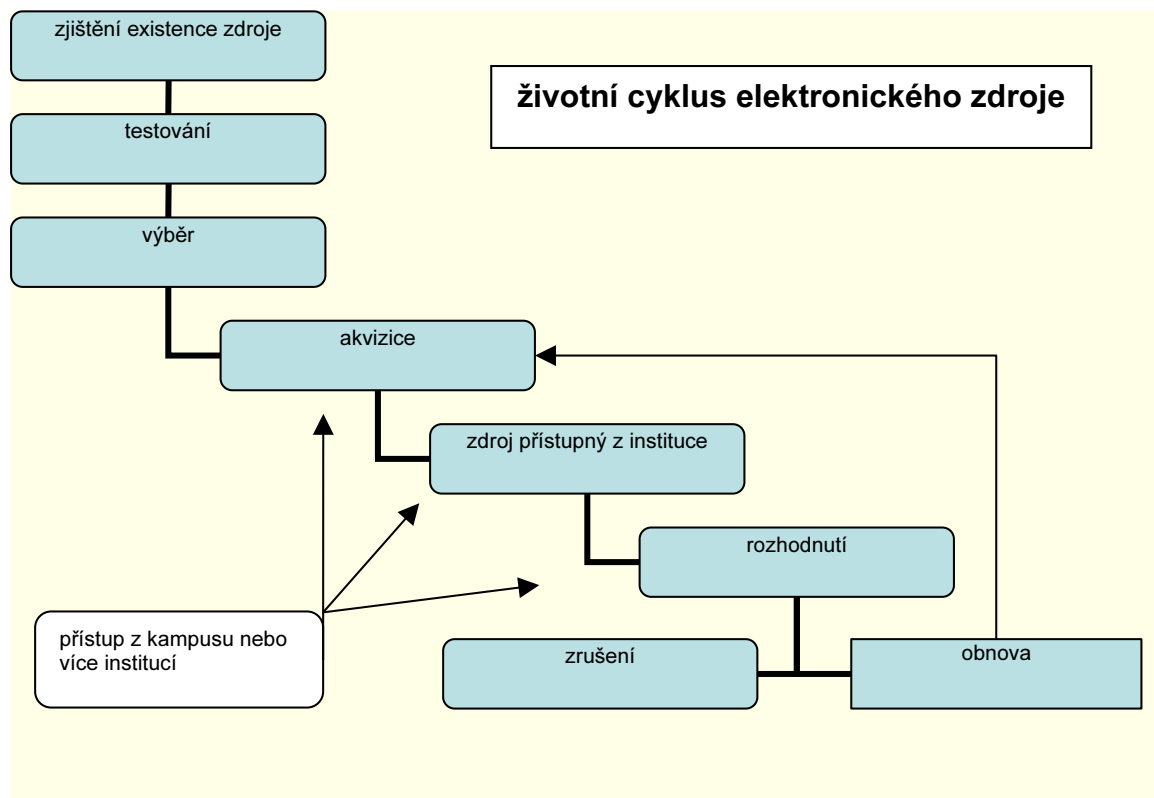 zjištění existence zdroje
životní cyklus elektronického zdroje
testování
výběr
akvizice
zdroj přístupný z instituce
rozhodnutí
přístup z kampusu nebo
více institucí
zrušení
obnova